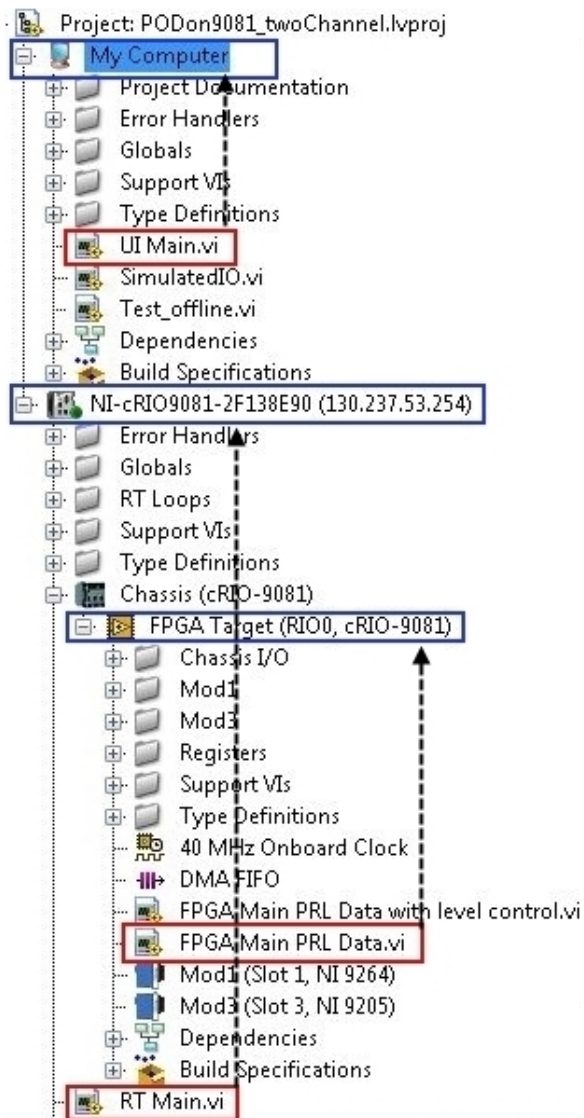 Project: PODon9081_twoChannel.lvproj
My Computer
Project Documentation
Error Handlers
Globals
Support VIs
Type Definitions
UI Main.vi
SimulatedIO.vi
Test_offline.vi
Dependencies
Build Specifications
NI-cRIO9081-2F138E90 (130.237.53.254)
Error Handlers
Globals
RT Loops
Support VIs
Type Definitions
Chassis (cRIO-9081)
FPGA Target (RIO0, cRIO-9081)
Chassis I/O
Mod1
Mod3
Registers
Support VIs
Type Definitions
40 MHz Onboard Clock
DMA FIFO
FPGA Main PRL Data with level control.vi
FPGA Main PRL Data.vi
Mod1 (Slot 1, NI 9264)
Mod3 (Slot 3, NI 9205)
Dependencies
Build Specifications
RT Main.vi